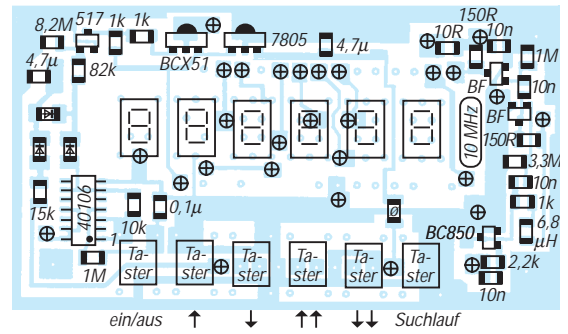 8,2M 517 1k 1k
150R
10R 10n
4,7µ 82k BCX51 7805 4,7µ
1M
BF 10n
BF
10 MHz
150R
3,3M
10n
1k
15k 40106 10k 0,1µ ø
1
BC850 6,8 µH
1M
Ta-ster Ta-ster Ta-ster Ta-ster Ta-ster Ta-ster
2,2k
10n
ein/aus ↑ ↓ ↑↑ ↓↓ Suchlauf